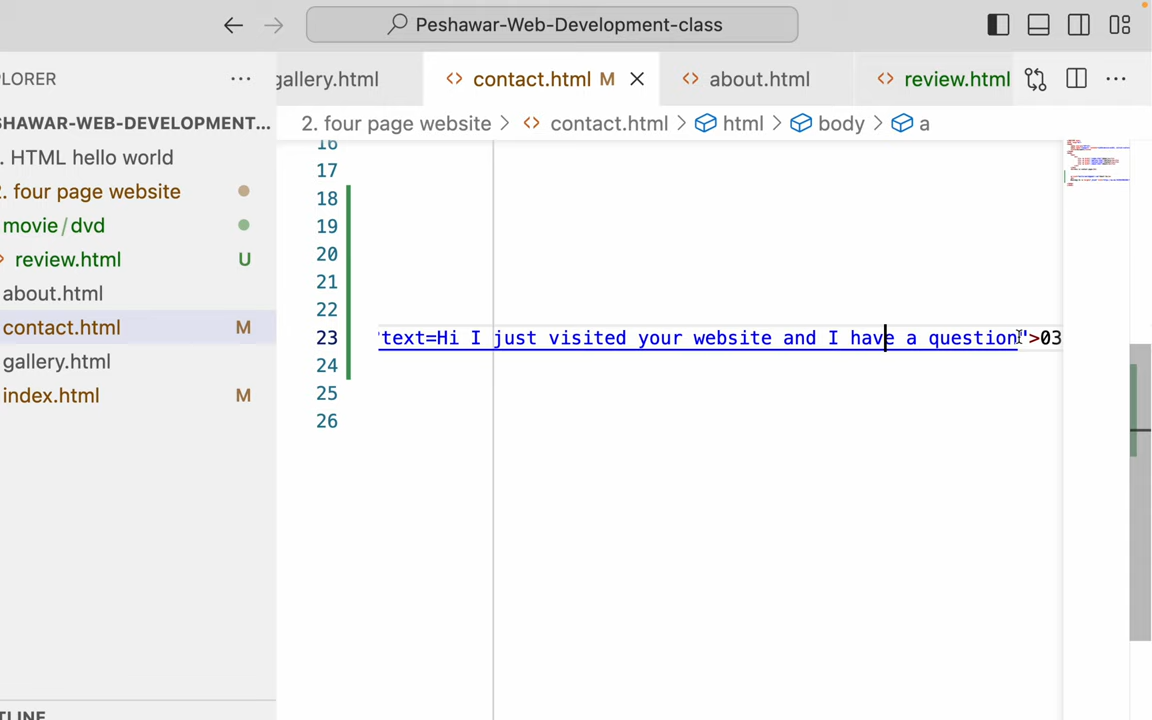 Peshawar-Web-Development-class
PLORER
gallery.html
contact.html M
about.html
review.html
SHAWAR-WEB-DEVELOPMENT...
. HTML hello world
2. four page website
movie/dvd
review.html U
about.html
contact.html M
gallery.html
index.html M
TLINE
2. four page website > contact.html > html > body > a
16
17
18
19
20
21
22
23 text=Hi I just visited your website and I have a question">03
24
25
26